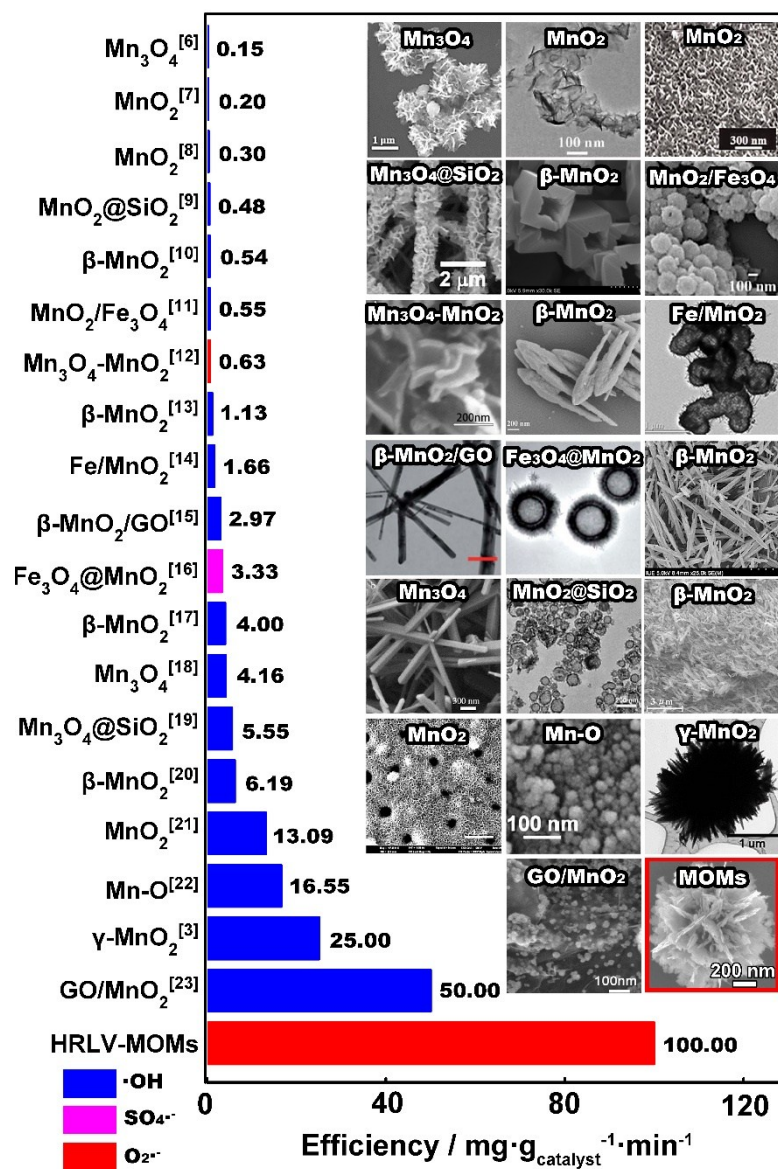 Mn₃O₄[6] 0.15
MnO₂[7] 0.20
MnO₂[8] 0.30
MnO₂@SiO₂[9] 0.48
β-MnO₂[10] 0.54
MnO₂/Fe₃O₄[11] 0.55
Mn₃O₄-MnO₂[12] 0.63
β-MnO₂[13] 1.13
Fe/MnO₂[14] 1.66
β-MnO₂/GO[15] 2.97
Fe₃O₄@MnO₂[16] 3.33
β-MnO₂[17] 4.00
Mn₃O₄[18] 4.16
Mn₃O₄@SiO₂[19] 5.55
β-MnO₂[20] 6.19
MnO₂[21] 13.09
Mn-O[22] 16.55
γ-MnO₂[3] 25.00
GO/MnO₂[23] 50.00
HRLV-MOMs 100.00
Mn₃O₄ MnO₂ MnO₂
1 μm 100 nm 300 nm
Mn₃O₄@SiO₂ β-MnO₂ MnO₂/Fe₃O₄
2 μm 100 nm
Mn₃O₄-MnO₂ β-MnO₂ Fe/MnO₂
200nm 200 nm
β-MnO₂/GO Fe₃O₄@MnO₂ β-MnO₂
Mn₃O₄ MnO₂@SiO₂ β-MnO₂
3 μm
MnO₂ Mn-O γ-MnO₂
100 nm 1 um
GO/MnO₂ MOMs
100nm 200 nm
·OH
SO₄•⁻
O₂•⁻
0 40 80 120
Efficiency / mg·g_catalyst⁻¹·min⁻¹